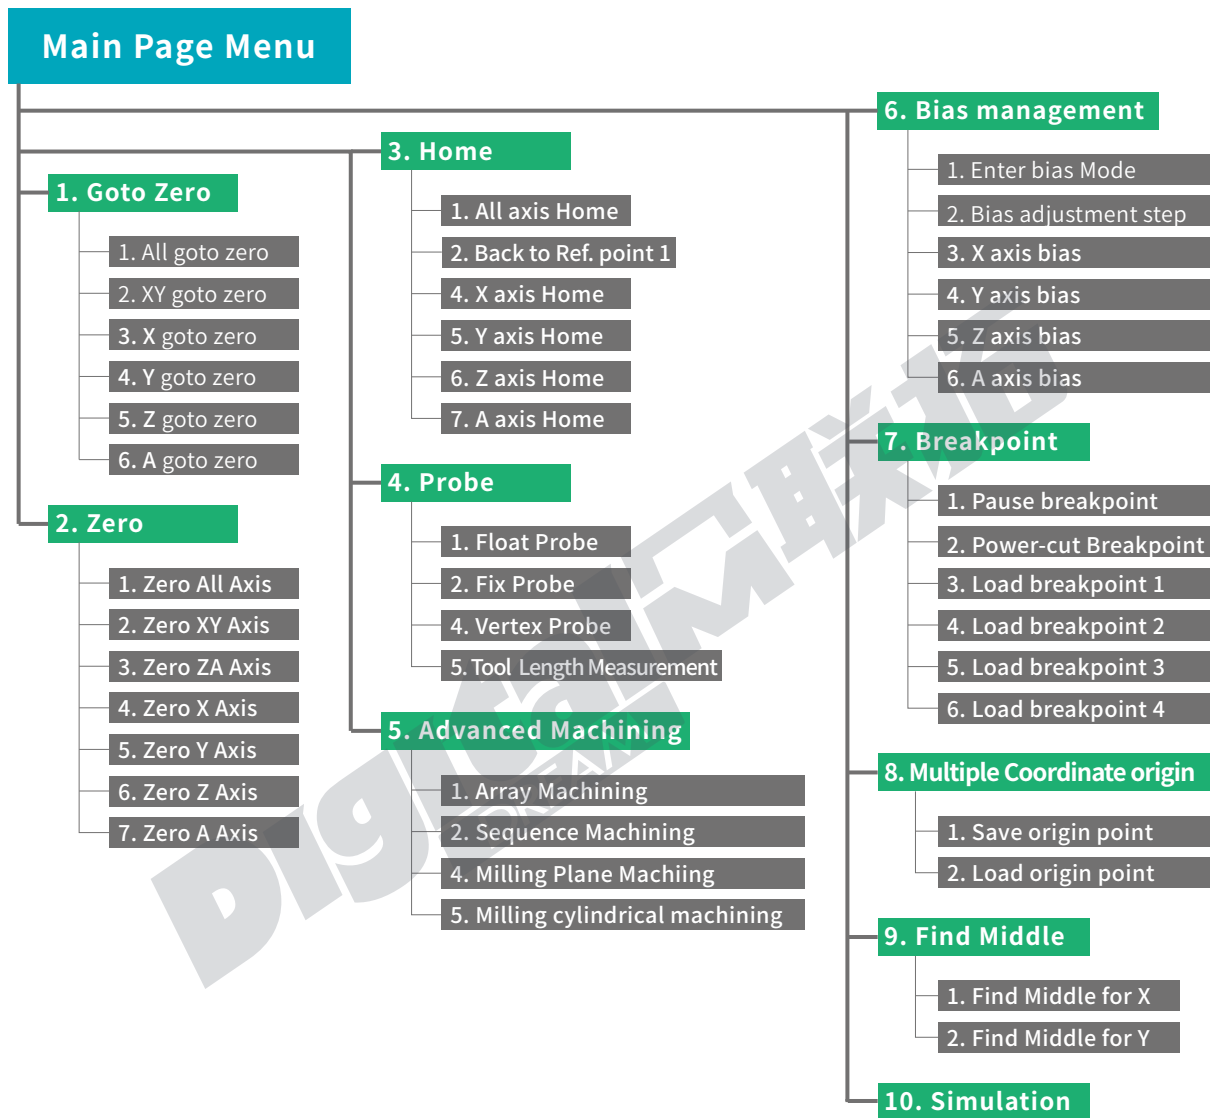 Main Page Menu
1. Goto Zero
1. All goto zero
2. XY goto zero
3. X goto zero
4. Y goto zero
5. Z goto zero
6. A goto zero
2. Zero
1. Zero All Axis
2. Zero XY Axis
3. Zero ZA Axis
4. Zero X Axis
5. Zero Y Axis
6. Zero Z Axis
7. Zero A Axis
3. Home
1. All axis Home
2. Back to Ref. point 1
4. X axis Home
5. Y axis Home
6. Z axis Home
7. A axis Home
4. Probe
1. Float Probe
2. Fix Probe
4. Vertex Probe
5. Tool Length Measurement
5. Advanced Machining
1. Array Machining
2. Sequence Machining
4. Milling Plane Machiing
5. Milling cylindrical machining
6. Bias management
1. Enter bias Mode
2. Bias adjustment step
3. X axis bias
4. Y axis bias
5. Z axis bias
6. A axis bias
7. Breakpoint
1. Pause breakpoint
2. Power-cut Breakpoint
3. Load breakpoint 1
4. Load breakpoint 2
5. Load breakpoint 3
6. Load breakpoint 4
8. Multiple Coordinate origin
1. Save origin point
2. Load origin point
9. Find Middle
1. Find Middle for X
2. Find Middle for Y
10. Simulation
Digital 联拓
DREAM